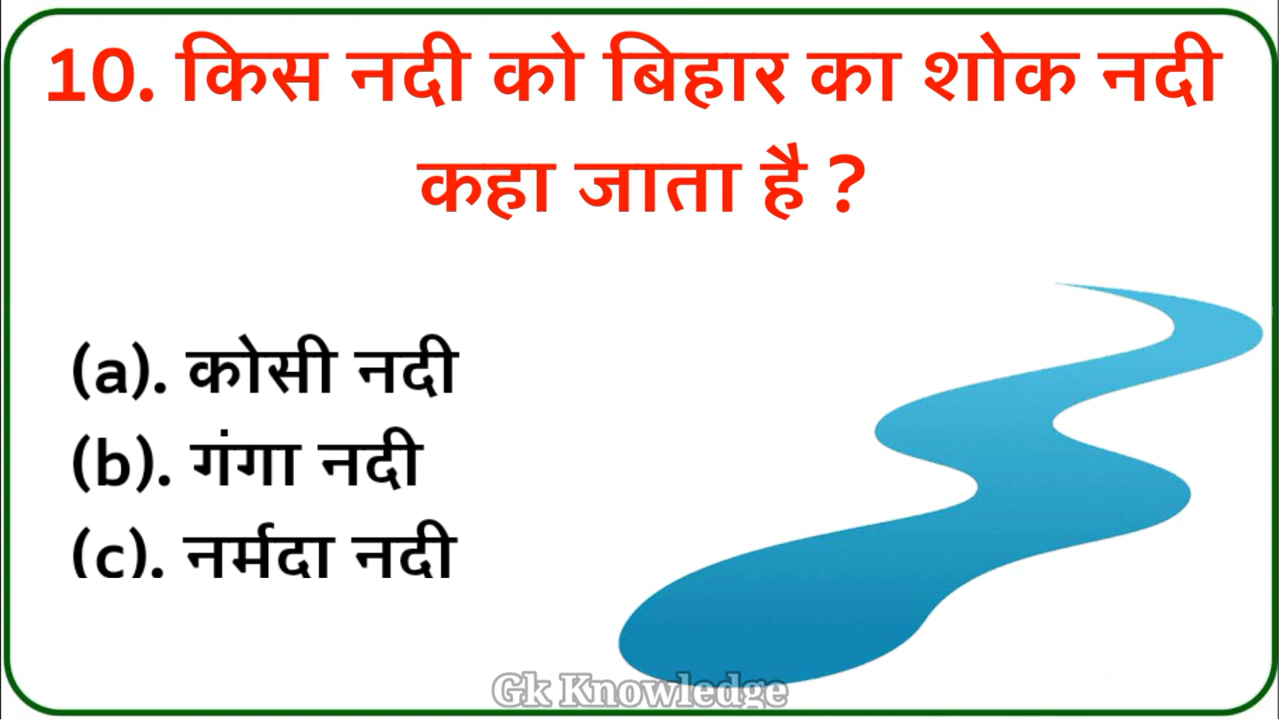 10. किस नदी को बिहार का शोक नदी
कहा जाता है ?
(a). कोसी नदी
(b). गंगा नदी
(c). नर्मदा नदी
Gk Knowledge